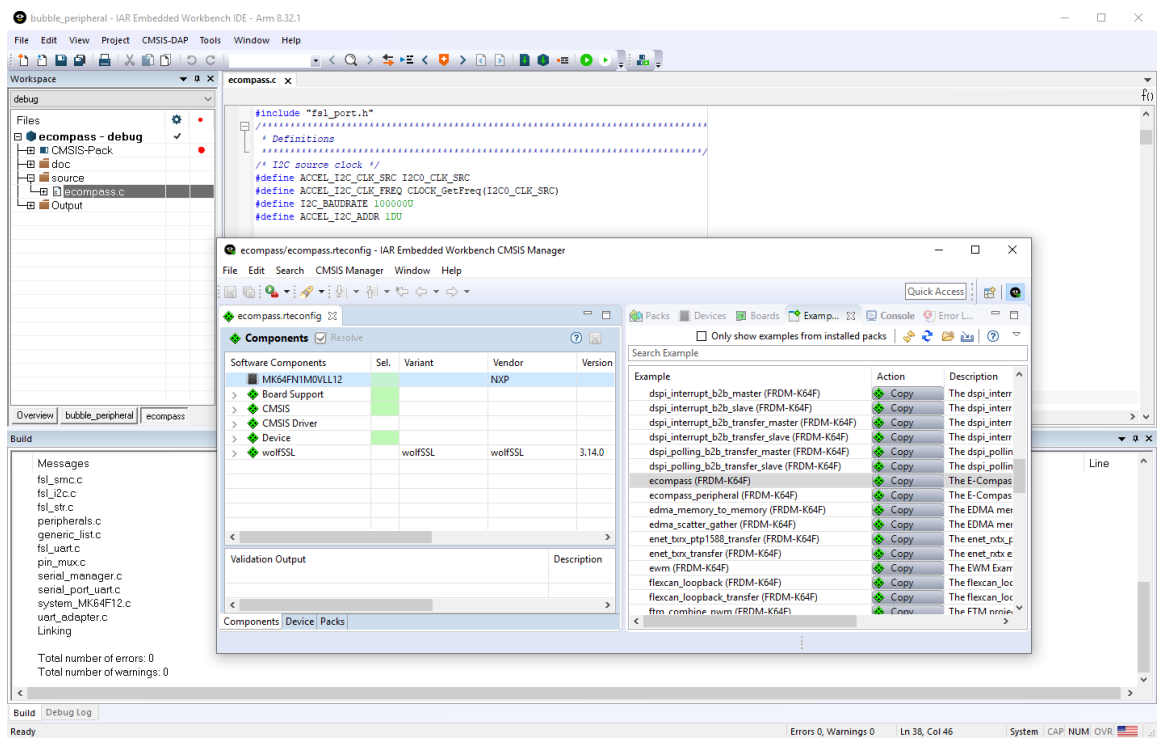 bubble_peripheral - IAR Embedded Workbench IDE - Arm 8.32.1
File Edit View Project CMSIS-DAP Tools Window Help
Workspace
debug
Files
ecompass - debug
CMSIS-Pack
doc
source
ecompass.c
Output
Overview bubble_peripheral ecompass
ecompass.c
f()
#include "fsl_port.h"
/*******************************************************************************
* Definitions
******************************************************************************/
/* I2C source clock */
#define ACCEL_I2C_CLK_SRC I2C0_CLK_SRC
#define ACCEL_I2C_CLK_FREQ CLOCK_GetFreq(I2C0_CLK_SRC)
#define I2C_BAUDRATE 100000U
#define ACCEL_I2C_ADDR 1DU
ecompass/ecompass.rteconfig - IAR Embedded Workbench CMSIS Manager
File Edit Search CMSIS Manager Window Help
Quick Access
ecompass.rteconfig
Components Resolve
Software Components Sel. Variant Vendor Version
MK64FN1M0VLL12 NXP
Board Support
CMSIS
CMSIS Driver
Device
wolfSSL wolfSSL wolfSSL 3.14.0
Validation Output Description
Components Device Packs
Packs Devices Boards Examp... Console Error L...
Only show examples from installed packs
Search Example
Example Action Description
dspi_interrupt_b2b_master (FRDM-K64F) Copy The dspi_interr
dspi_interrupt_b2b_slave (FRDM-K64F) Copy The dspi_interr
dspi_interrupt_b2b_transfer_master (FRDM-K64F) Copy The dspi_interr
dspi_interrupt_b2b_transfer_slave (FRDM-K64F) Copy The dspi_interr
dspi_polling_b2b_transfer_master (FRDM-K64F) Copy The dspi_pollin
dspi_polling_b2b_transfer_slave (FRDM-K64F) Copy The dspi_pollin
ecompass (FRDM-K64F) Copy The E-Compas
ecompass_peripheral (FRDM-K64F) Copy The E-Compas
edma_memory_to_memory (FRDM-K64F) Copy The EDMA mer
edma_scatter_gather (FRDM-K64F) Copy The EDMA mer
enet_txrx_ptp1588_transfer (FRDM-K64F) Copy The enet_rxtx_p
enet_txrx_transfer (FRDM-K64F) Copy The enet_rxtx e
ewm (FRDM-K64F) Copy The EWM Exam
flexcan_loopback (FRDM-K64F) Copy The flexcan_loc
flexcan_loopback_transfer (FRDM-K64F) Copy The flexcan_loc
ftm_combine_pwm (FRDM-K64F) Copy The FTM projec
Build
Messages Line
fsl_smc.c
fsl_i2c.c
fsl_str.c
peripherals.c
generic_list.c
fsl_uart.c
pin_mux.c
serial_manager.c
serial_port_uart.c
system_MK64F12.c
uart_adapter.c
Linking
Total number of errors: 0
Total number of warnings: 0
Build Debug Log
Ready Errors 0, Warnings 0 Ln 38, Col 46 System CAP NUM OVR